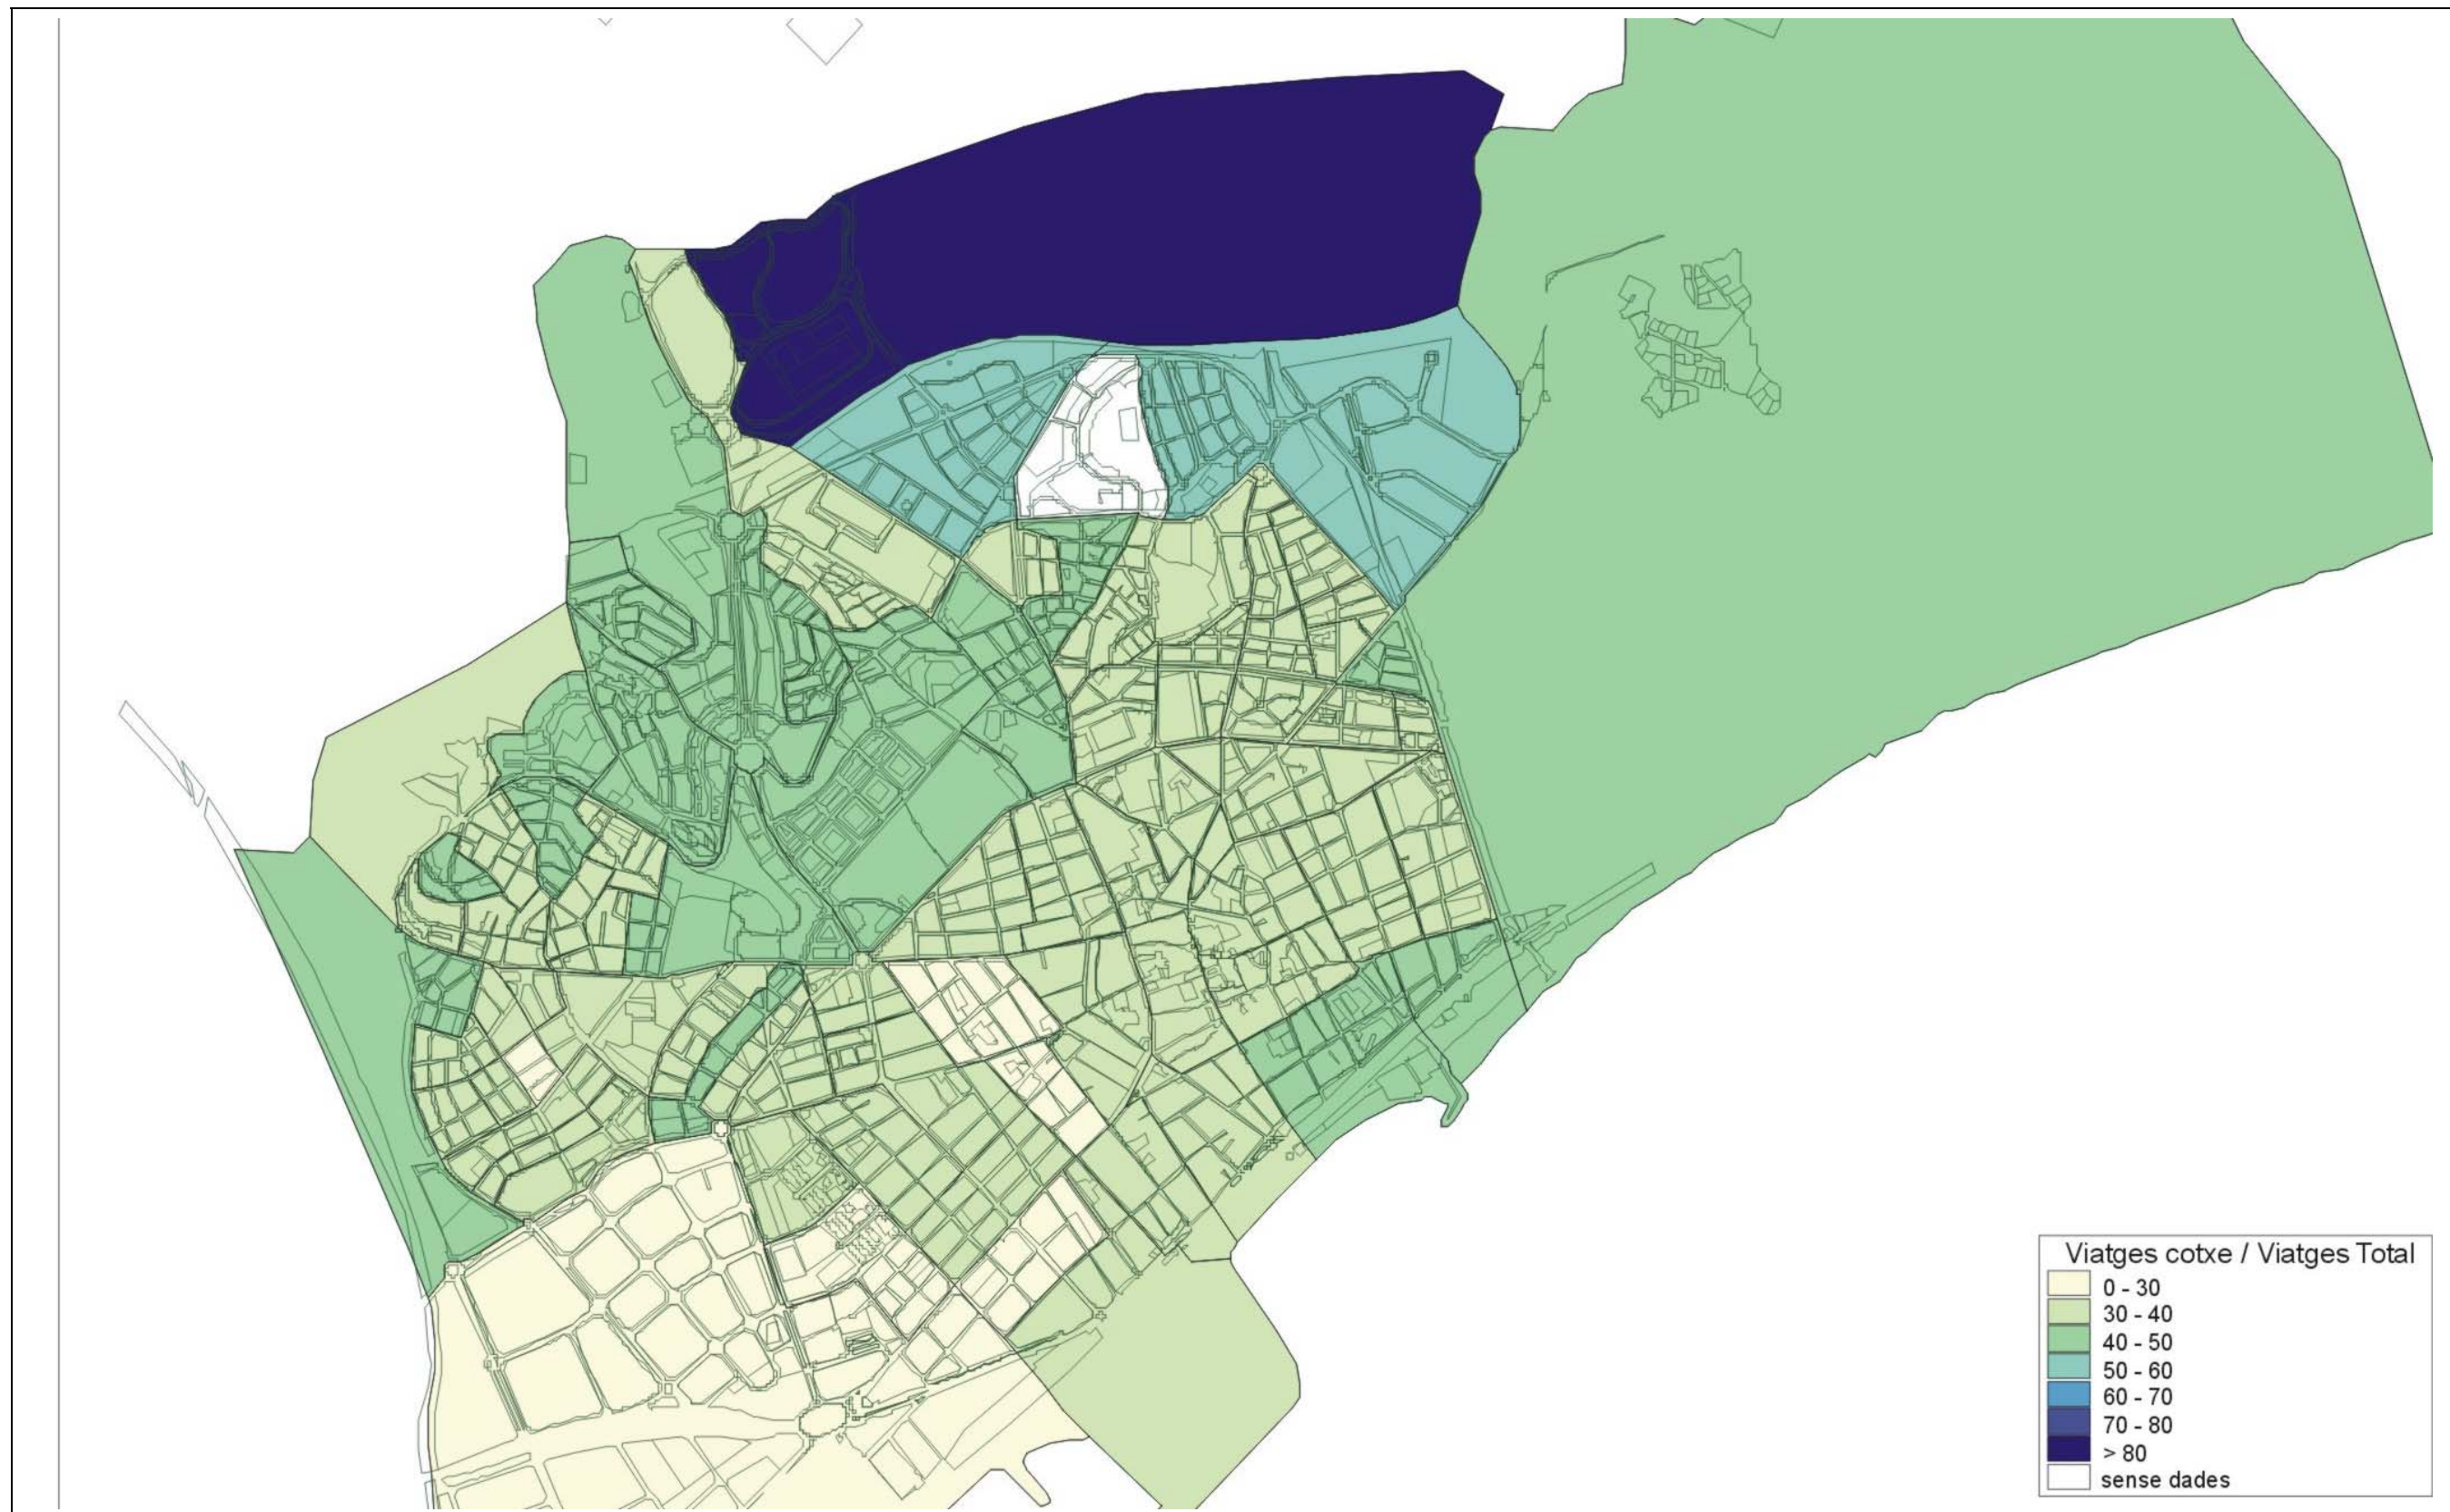 Viatges cotxe / Viatges Total
0 - 30
30 - 40
40 - 50
50 - 60
60 - 70
70 - 80
> 80
sense dades